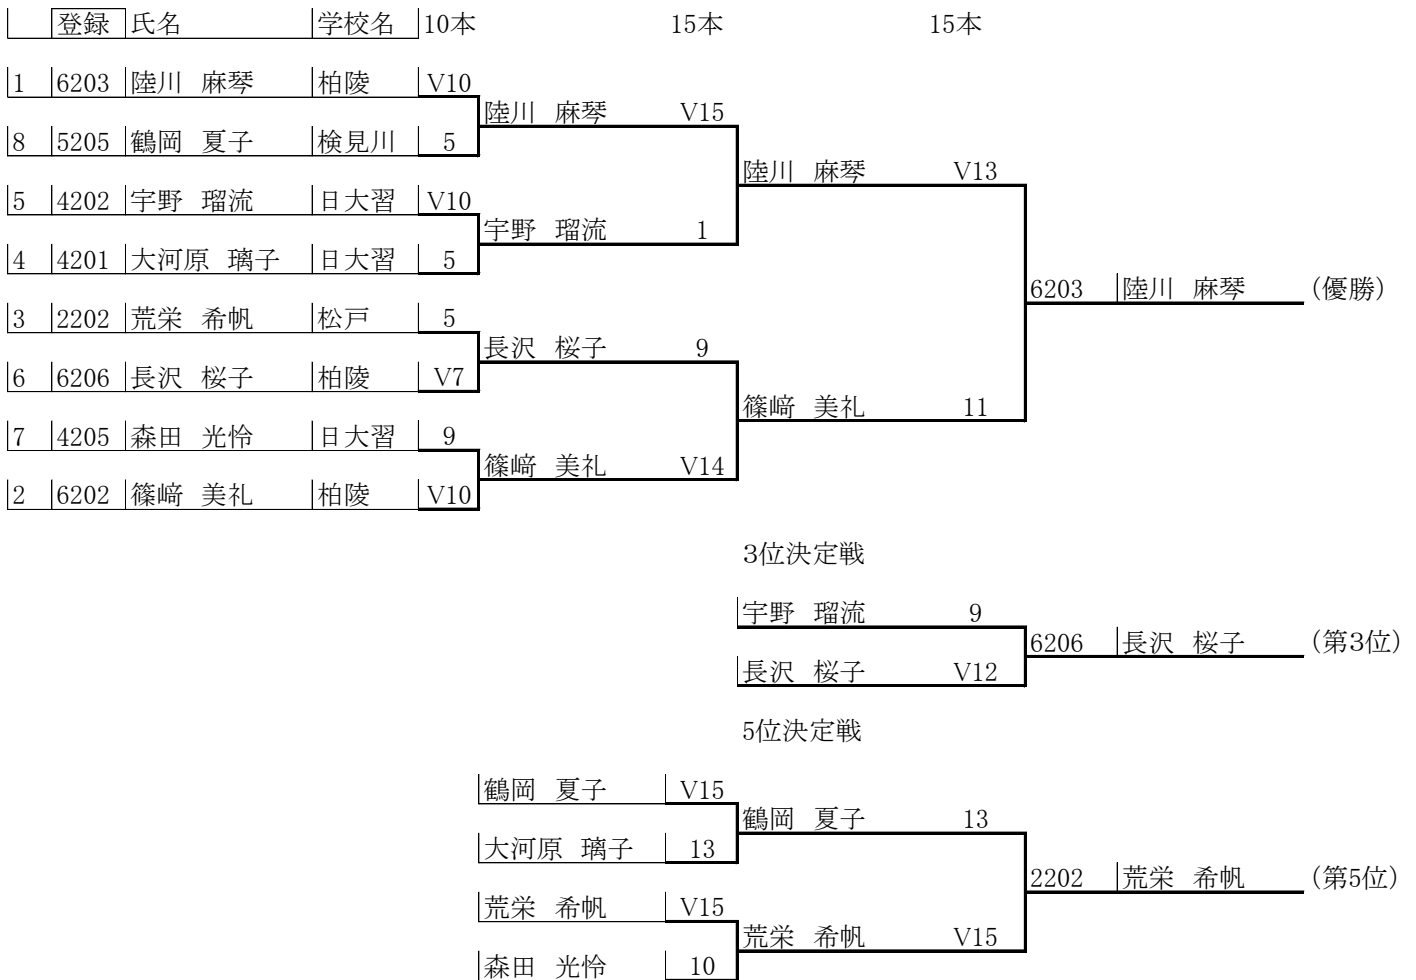 登録 氏名 学校名 10本 15本 15本
1 6203 陸川 麻琴 柏陵 V10
陸川 麻琴 V15
8 5205 鶴岡 夏子 検見川 5
陸川 麻琴 V13
5 4202 宇野 瑠流 日大習 V10
宇野 瑠流 1
4 4201 大河原 璃子 日大習 5
6203 陸川 麻琴 (優勝)
3 2202 荒栄 希帆 松戸 5
長沢 桜子 9
6 6206 長沢 桜子 柏陵 V7
篠﨑 美礼 11
7 4205 森田 光怜 日大習 9
篠﨑 美礼 V14
2 6202 篠﨑 美礼 柏陵 V10
3位決定戦
宇野 瑠流 9
6206 長沢 桜子 (第3位)
長沢 桜子 V12
5位決定戦
鶴岡 夏子 V15
鶴岡 夏子 13
大河原 璃子 13
2202 荒栄 希帆 (第5位)
荒栄 希帆 V15
荒栄 希帆 V15
森田 光怜 10